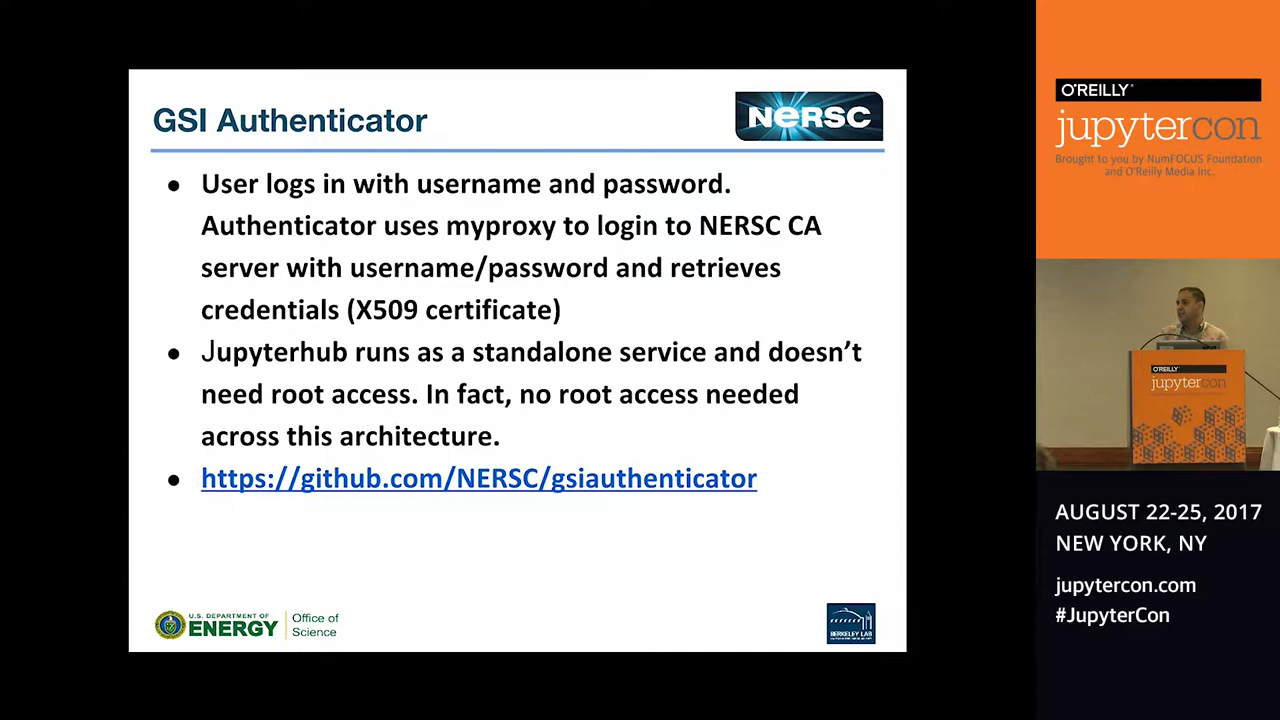 GSI Authenticator
NERSC
● User logs in with username and password.
Authenticator uses myproxy to login to NERSC CA
server with username/password and retrieves
credentials (X509 certificate)
● Jupyterhub runs as a standalone service and doesn’t
need root access. In fact, no root access needed
across this architecture.
● https://github.com/NERSC/gsiauthenticator
U.S. DEPARTMENT OF
ENERGY
Office of
Science
BERKELEY LAB
O'REILLY®
jupytercon
Brought to you by NumFOCUS Foundation
and O'Reilly Media Inc.
O'REILLY
jupytercon
AUGUST 22-25, 2017
NEW YORK, NY
jupytercon.com
#JupyterCon